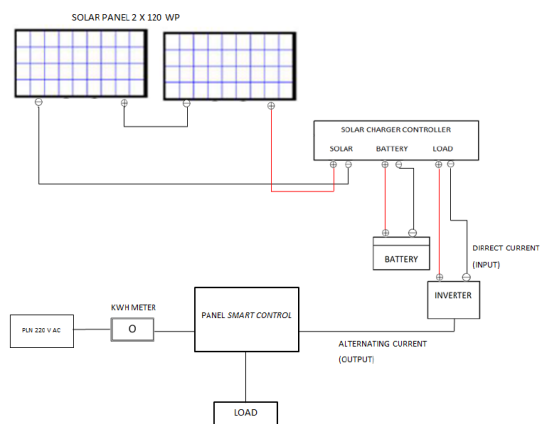 SOLAR PANEL 2 X 120 WP
SOLAR CHARGER CONTROLLER
SOLAR BATTERY LOAD
BATTERY
DIRRECT CURRENT
(INPUT)
INVERTER
KWH METER
PANEL SMART CONTROL
PLN 220 V AC
O
ALTERNATING CURRENT
(OUTPUT)
LOAD